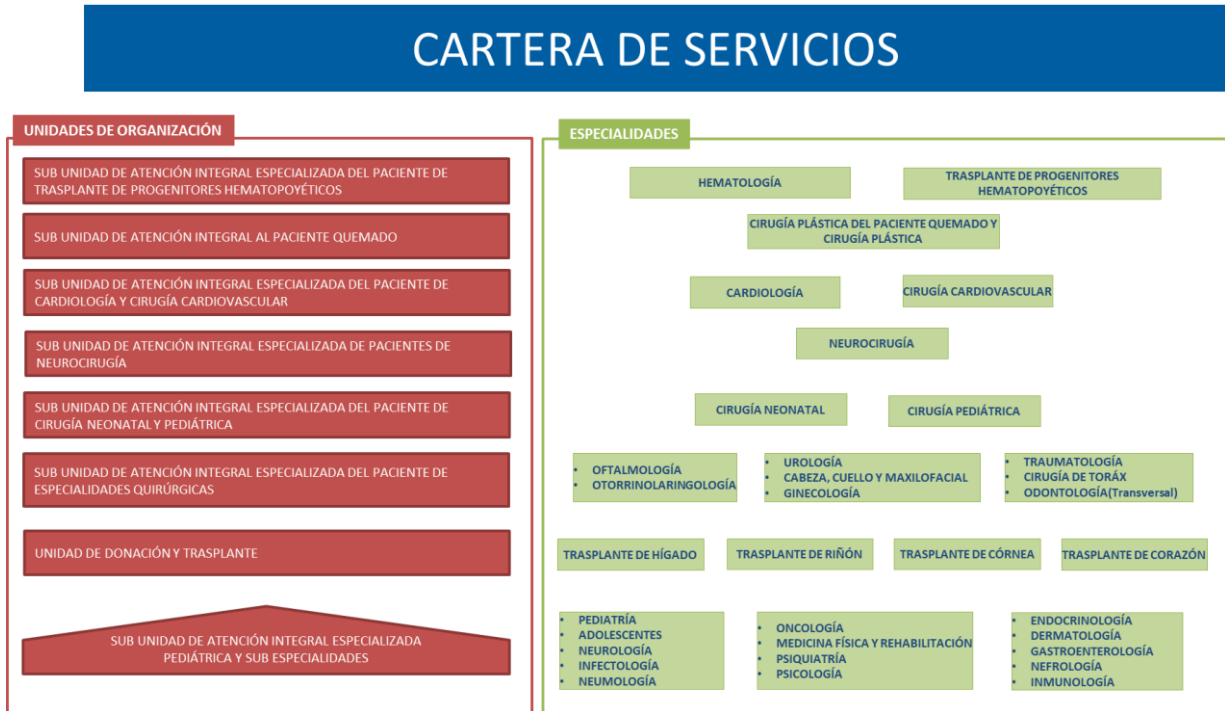 CARTERA DE SERVICIOS
UNIDADES DE ORGANIZACIÓN
SUB UNIDAD DE ATENCIÓN INTEGRAL ESPECIALIZADA DEL PACIENTE DE
TRASPLANTE DE PROGENITORES HEMATOPOYÉTICOS
SUB UNIDAD DE ATENCIÓN INTEGRAL AL PACIENTE QUEMADO
SUB UNIDAD DE ATENCIÓN INTEGRAL ESPECIALIZADA DEL PACIENTE DE
CARDIOLOGÍA Y CIRUGÍA CARDIOVASCULAR
SUB UNIDAD DE ATENCIÓN INTEGRAL ESPECIALIZADA DE PACIENTES DE
NEUROCIRUGÍA
SUB UNIDAD DE ATENCIÓN INTEGRAL ESPECIALIZADA DEL PACIENTE DE
CIRUGÍA NEONATAL Y PEDIÁTRICA
SUB UNIDAD DE ATENCIÓN INTEGRAL ESPECIALIZADA DEL PACIENTE DE
ESPECIALIDADES QUIRÚRGICAS
UNIDAD DE DONACIÓN Y TRASPLANTE
SUB UNIDAD DE ATENCIÓN INTEGRAL ESPECIALIZADA
PEDIÁTRICA Y SUB ESPECIALIDADES
ESPECIALIDADES
HEMATOLOGÍA
TRASPLANTE DE PROGENITORES
HEMATOPOYÉTICOS
CIRUGÍA PLÁSTICA DEL PACIENTE QUEMADO Y
CIRUGÍA PLÁSTICA
CARDIOLOGÍA
CIRUGÍA CARDIOVASCULAR
NEUROCIRUGÍA
CIRUGÍA NEONATAL
CIRUGÍA PEDIÁTRICA
• OFTALMOLOGÍA
• OTORRINOLARINGOLOGÍA
• UROLOGÍA
• CABEZA, CUELLO Y MAXILOFACIAL
• GINECOLOGÍA
• TRAUMATOLOGÍA
• CIRUGÍA DE TORÁX
• ODONTOLOGÍA(Transversal)
TRASPLANTE DE HÍGADO
TRASPLANTE DE RIÑÓN
TRASPLANTE DE CÓRNEA
TRASPLANTE DE CORAZÓN
• PEDIATRÍA
• ADOLESCENTES
• NEUROLOGÍA
• INFECTOLOGÍA
• NEUMOLOGÍA
• ONCOLOGÍA
• MEDICINA FÍSICA Y REHABILITACIÓN
• PSIQUIATRÍA
• PSICOLOGÍA
• ENDOCRINOLOGÍA
• DERMATOLOGÍA
• GASTROENTEROLOGÍA
• NEFROLOGÍA
• INMUNOLOGÍA